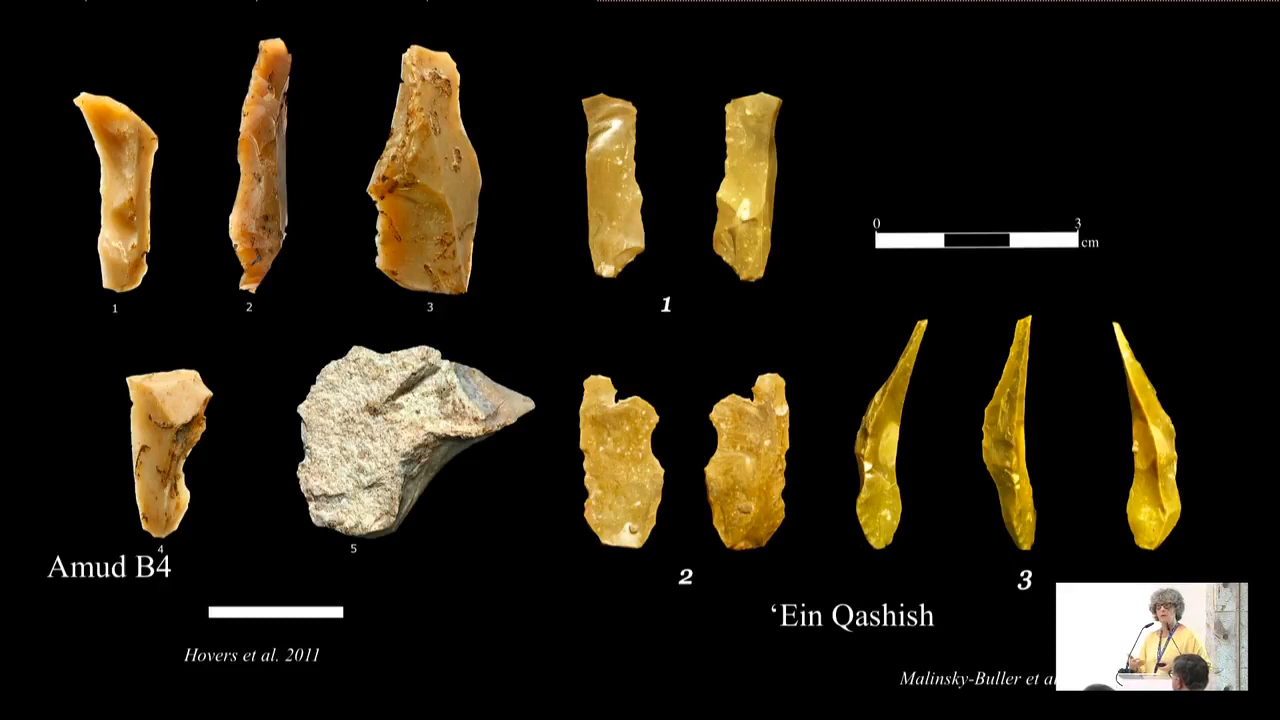 1
2
3
1
0
3
cm
4
5
2
3
Amud B4
‘Ein Qashish
Hovers et al. 2011
Malinsky-Buller et